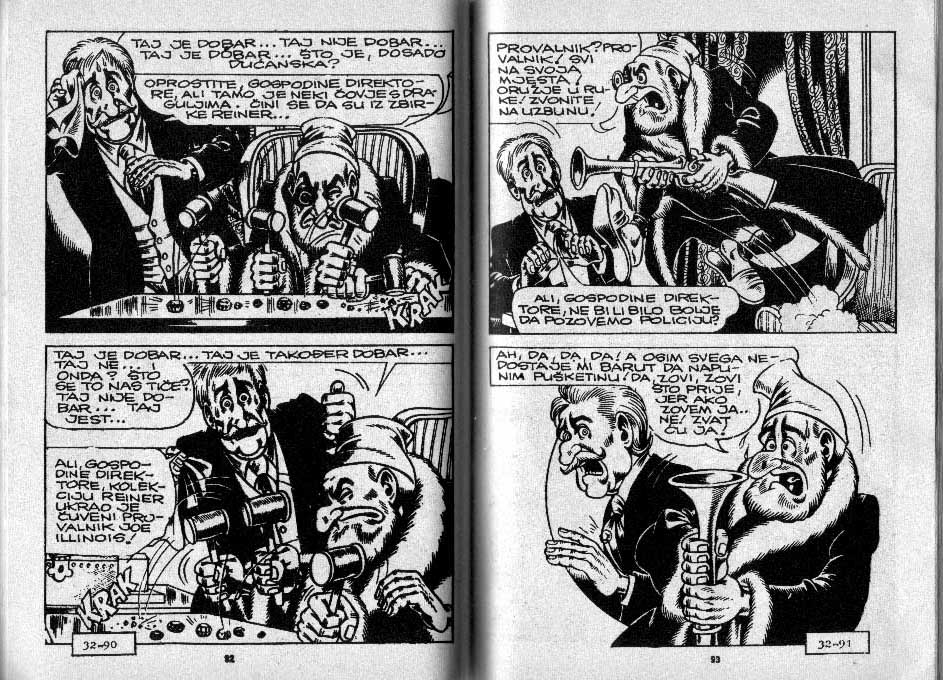 TAJ JE DOBAR... TAJ NIJE DOBAR...
TAJ JE DOBAR... ŠTO JE, DOSADO
VUČANSKA?
OPROSTITE, GOSPODINE DIREKTO-
RE, ALI TAMO JE NEKI ČOVJE S DRA-
GULJIMA. ČINI SE DA SU IZ ZBIR-
KE REINER...
KRAK
TAJ JE DOBAR... TAJ JE TAKOĐER DOBAR...
TAJ NE... I
ONDA? ŠTO
SE TO NAS TIČE?
TAJ NIJE DO-
BAR... TAJ
JEST...
ALI, GOSPO-
DINE DIREK-
TORE, KOLEK-
CIJU REINER
UKRAO JE
ČUVENI PRO-
VALNIK JOE
ILLINOIS!
KRAK
32-90
92
PROVALNIK? PRO-
VALNIK! SVI
NA SVOJA
MJESTA!
ORUŽJE U RU-
KE! ZVONITE
NA UZBUNU!
ALI, GOSPODINE DIREK-
TORE, NE BI LI BILO BOLJE
DA POZOVEMO POLICIJU?
AH, DA, DA, DA! A OSIM SVEGA NE-
DOSTAJE MI BARUT DA NAPU-
NIM PUŠKETINU! DA, ZOVI, ZOVI
ŠTO PRIJE,
JER AKO
ZOVEM JA..
NE! ZVAT
ĆU JA!
32-91
93